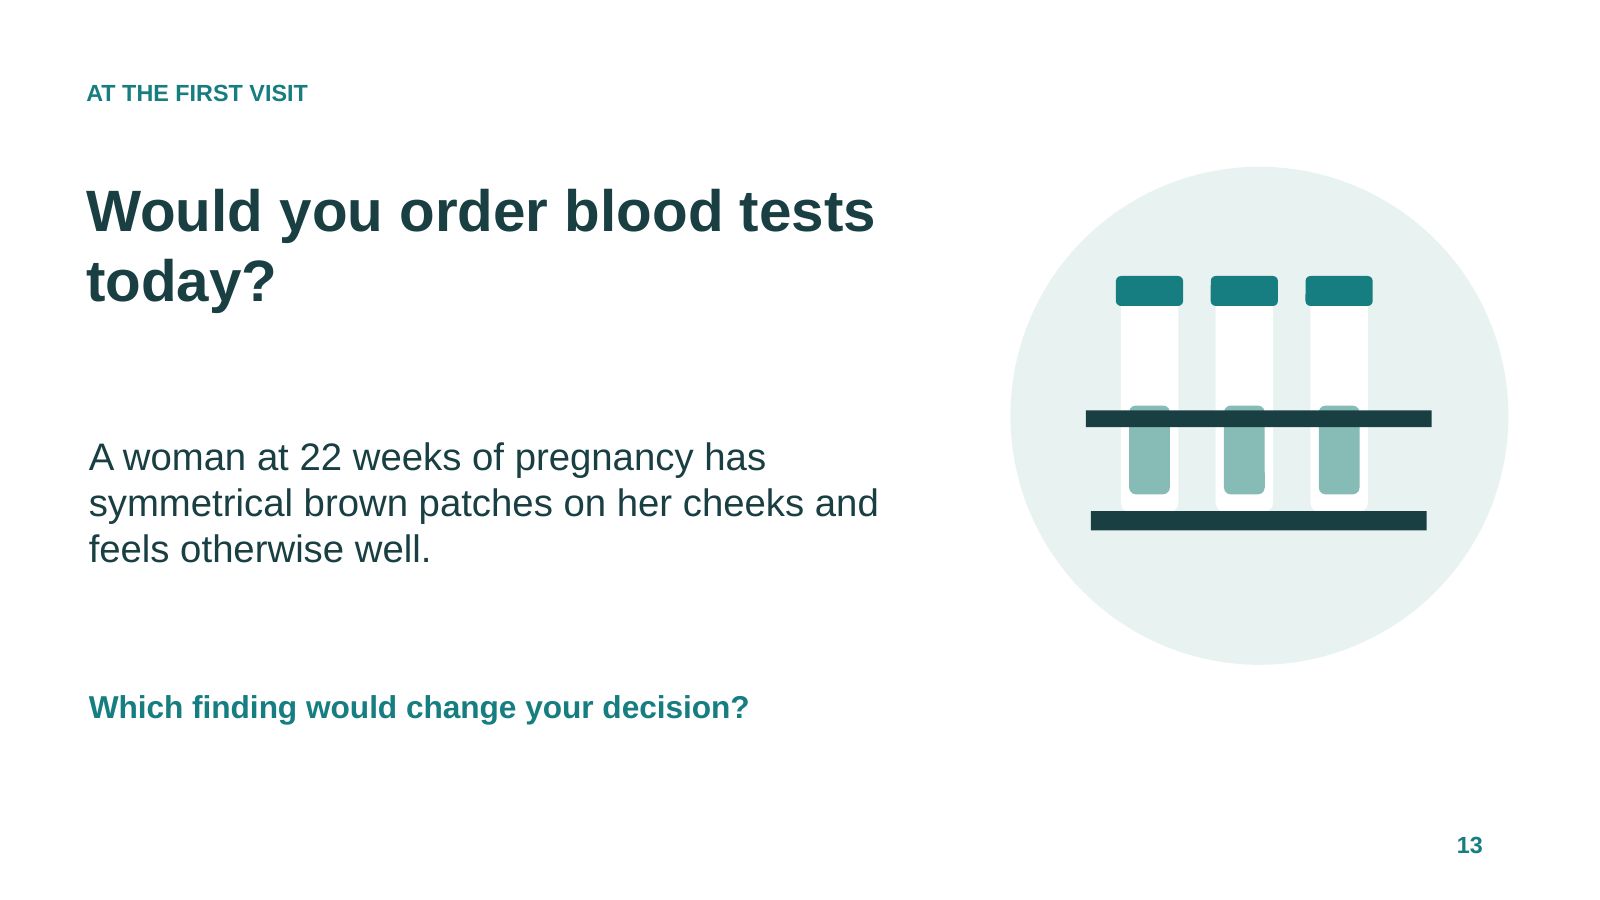 AT THE FIRST VISIT
Would you order blood tests
today?
A woman at 22 weeks of pregnancy has
symmetrical brown patches on her cheeks and
feels otherwise well.
Which finding would change your decision?
13